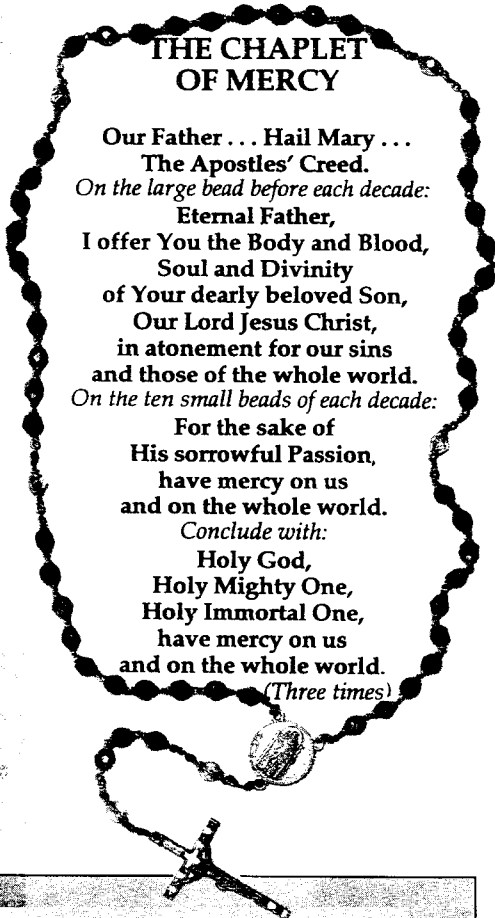 THE CHAPLET
OF MERCY
Our Father . . . Hail Mary . . .
The Apostles' Creed.
On the large bead before each decade:
Eternal Father,
I offer You the Body and Blood,
Soul and Divinity
of Your dearly beloved Son,
Our Lord Jesus Christ,
in atonement for our sins
and those of the whole world.
On the ten small beads of each decade:
For the sake of
His sorrowful Passion,
have mercy on us
and on the whole world.
Conclude with:
Holy God,
Holy Mighty One,
Holy Immortal One,
have mercy on us
and on the whole world.
(Three times)